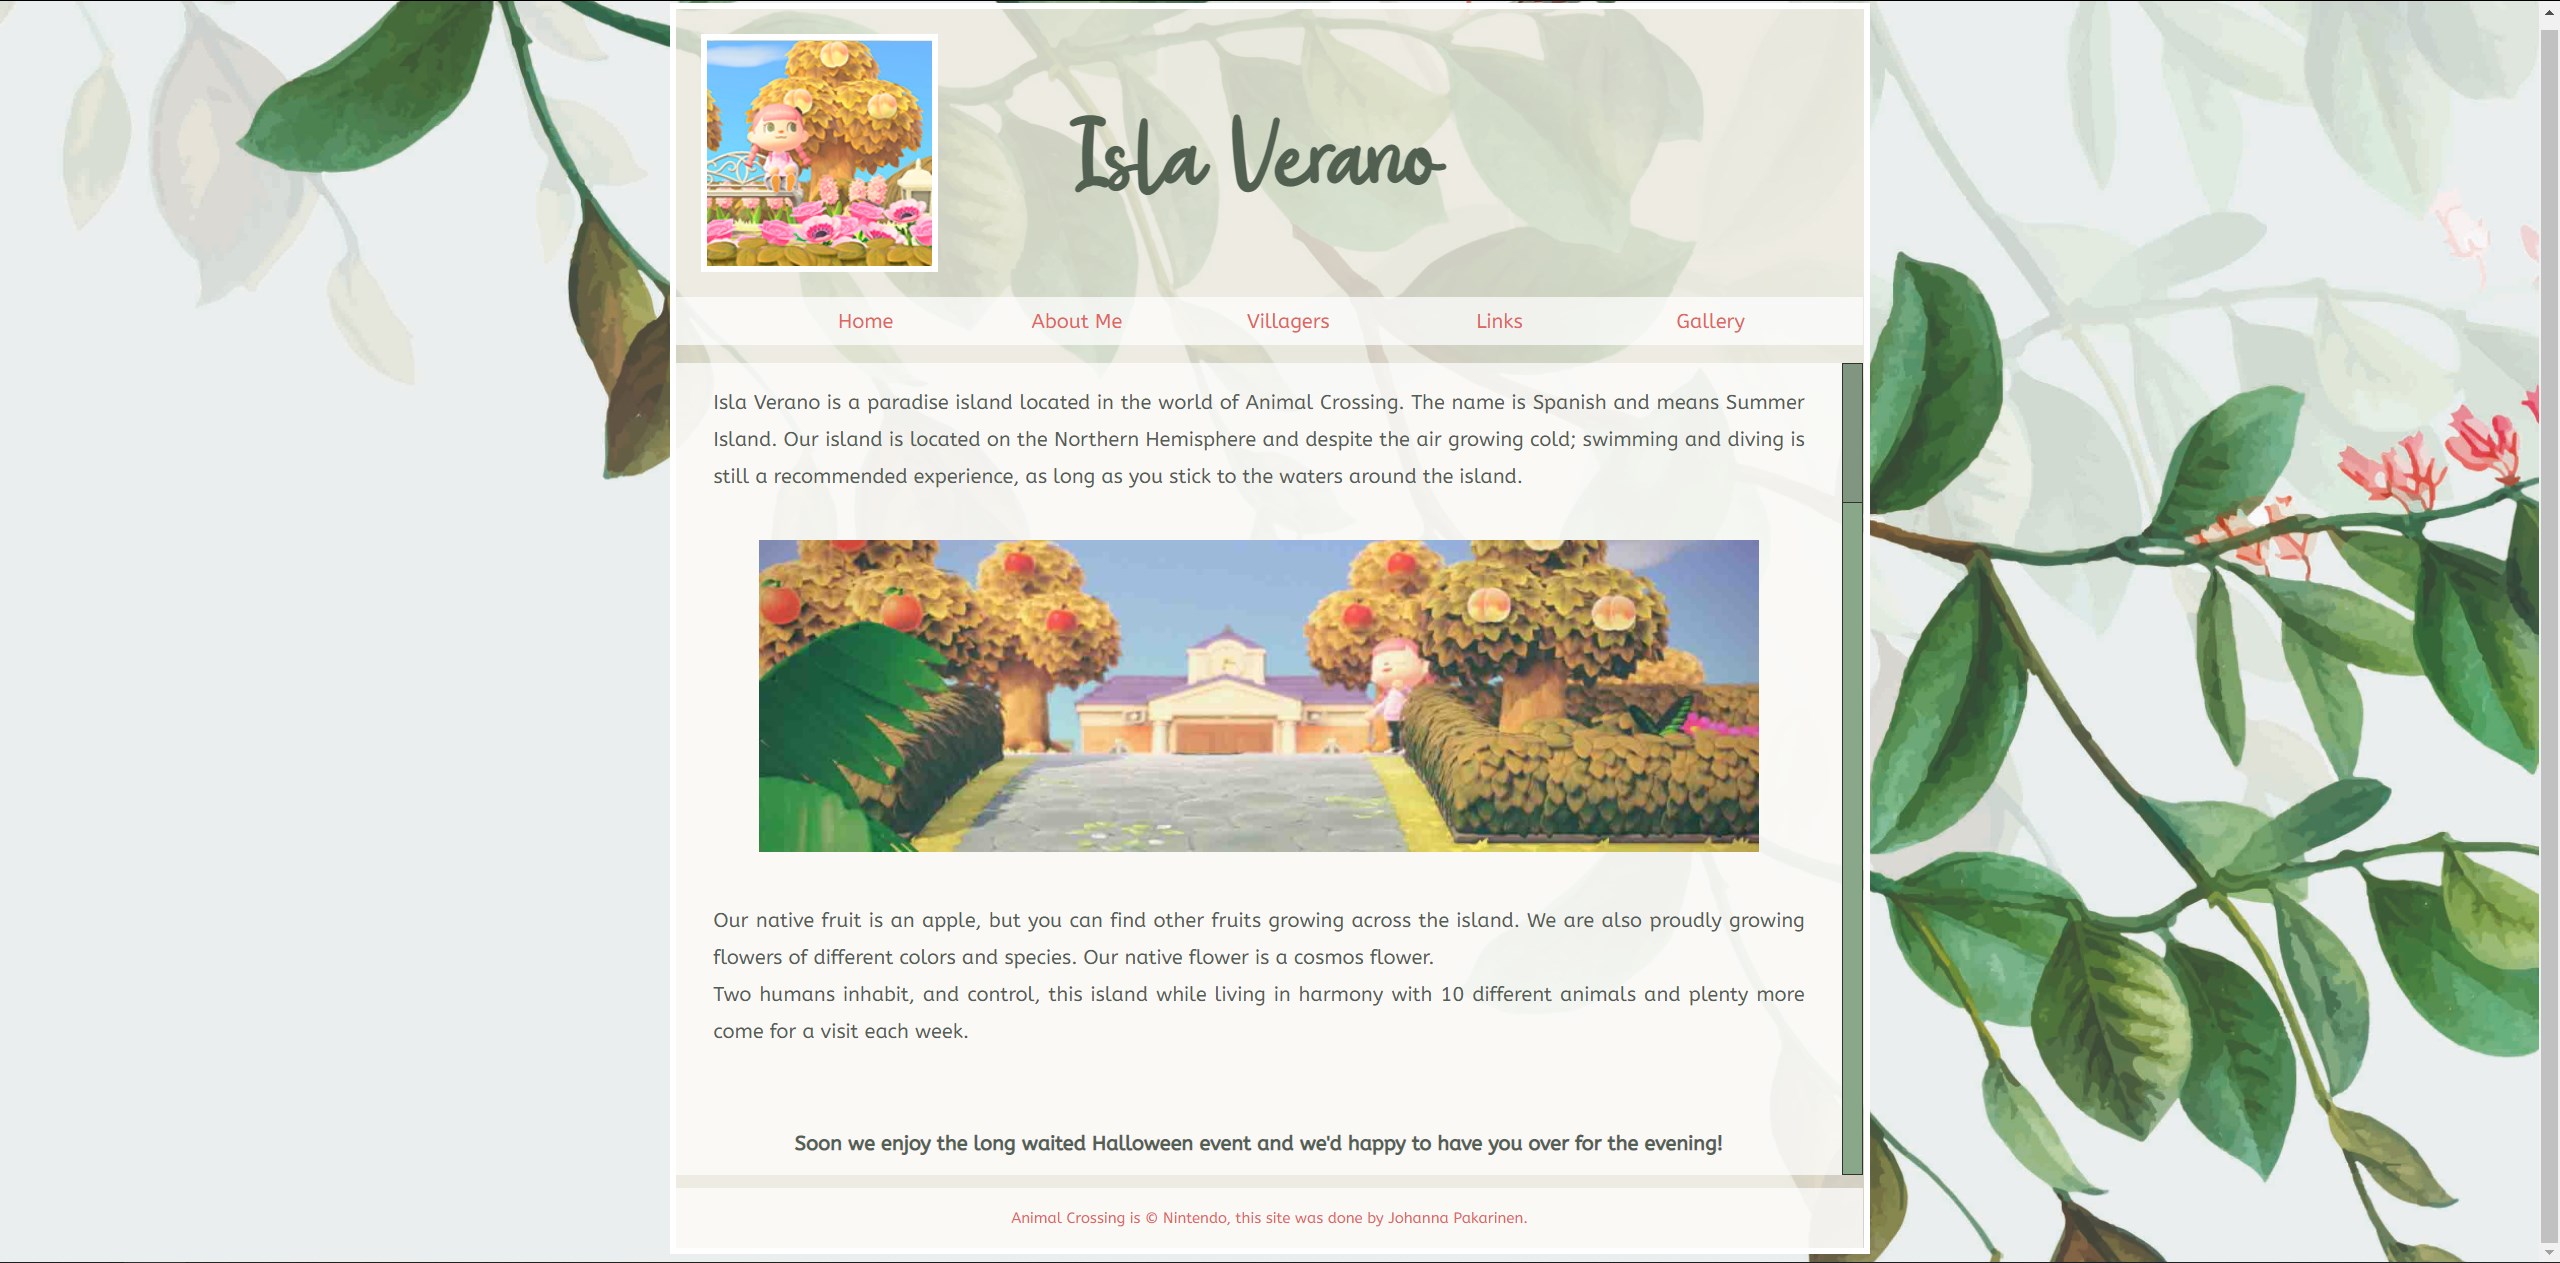 Isla Verano
Home About Me Villagers Links Gallery
Isla Verano is a paradise island located in the world of Animal Crossing. The name is Spanish and means Summer
Island. Our island is located on the Northern Hemisphere and despite the air growing cold; swimming and diving is
still a recommended experience, as long as you stick to the waters around the island.
Our native fruit is an apple, but you can find other fruits growing across the island. We are also proudly growing
flowers of different colors and species. Our native flower is a cosmos flower.
Two humans inhabit, and control, this island while living in harmony with 10 different animals and plenty more
come for a visit each week.
Soon we enjoy the long waited Halloween event and we'd happy to have you over for the evening!
Animal Crossing is © Nintendo, this site was done by Johanna Pakarinen.